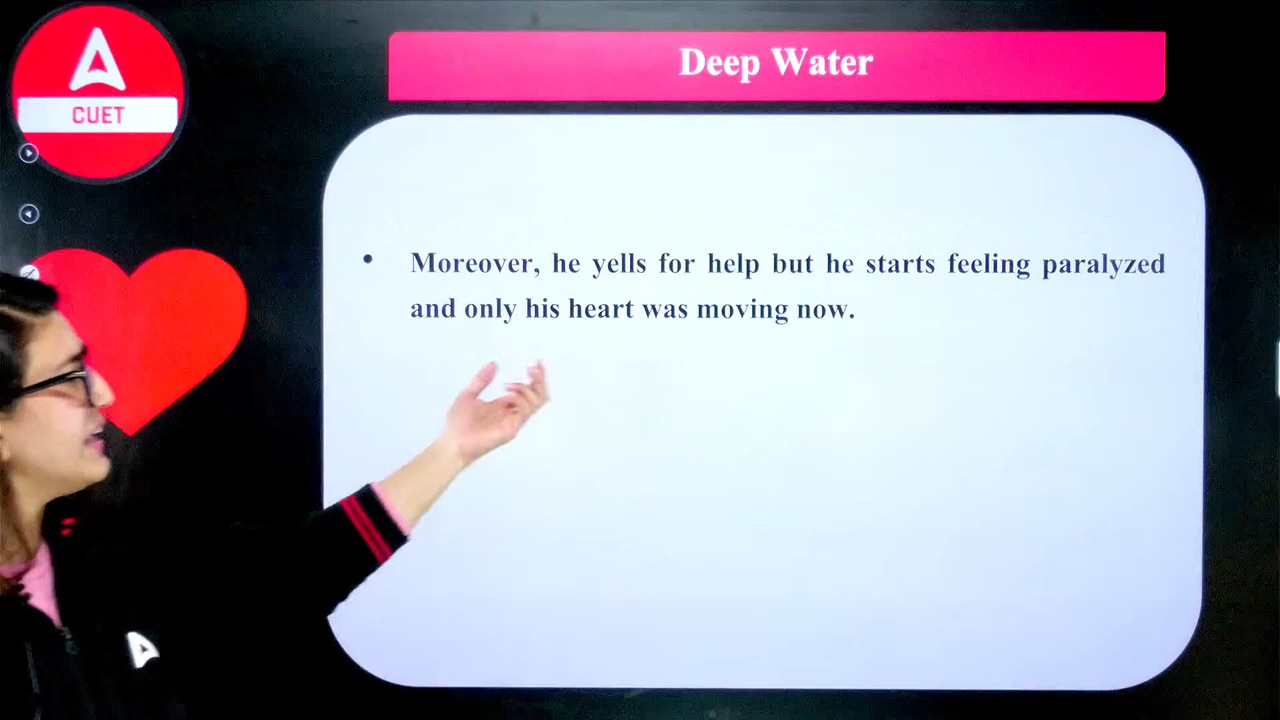 CUET
Deep Water
• Moreover, he yells for help but he starts feeling paralyzed
and only his heart was moving now.